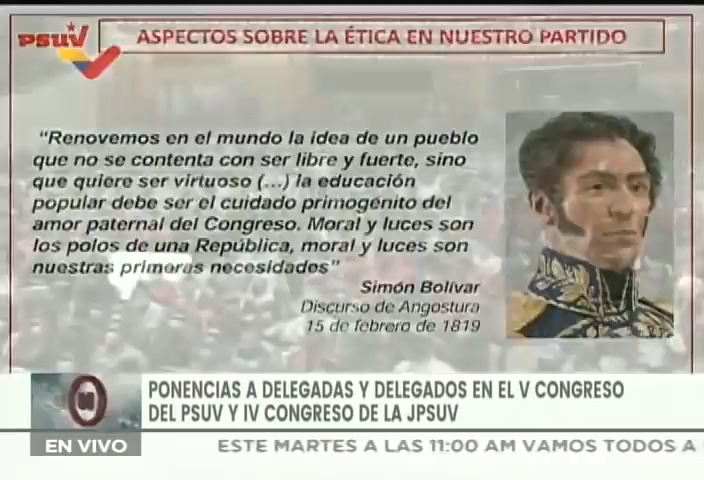 PSUV
ASPECTOS SOBRE LA ÉTICA EN NUESTRO PARTIDO
“Renovemos en el mundo la idea de un pueblo
que no se contenta con ser libre y fuerte, sino
que quiere ser virtuoso (...) la educación
popular debe ser el cuidado primogénito del
amor paternal del Congreso. Moral y luces son
los polos de una República, moral y luces son
nuestras primeras necesidades”
Simón Bolívar
Discurso de Angostura
15 de febrero de 1819
PONENCIAS A DELEGADAS Y DELEGADOS EN EL V CONGRESO
DEL PSUV Y IV CONGRESO DE LA JPSUV
EN VIVO
ESTE MARTES A LAS 11:00 AM VAMOS TODOS A